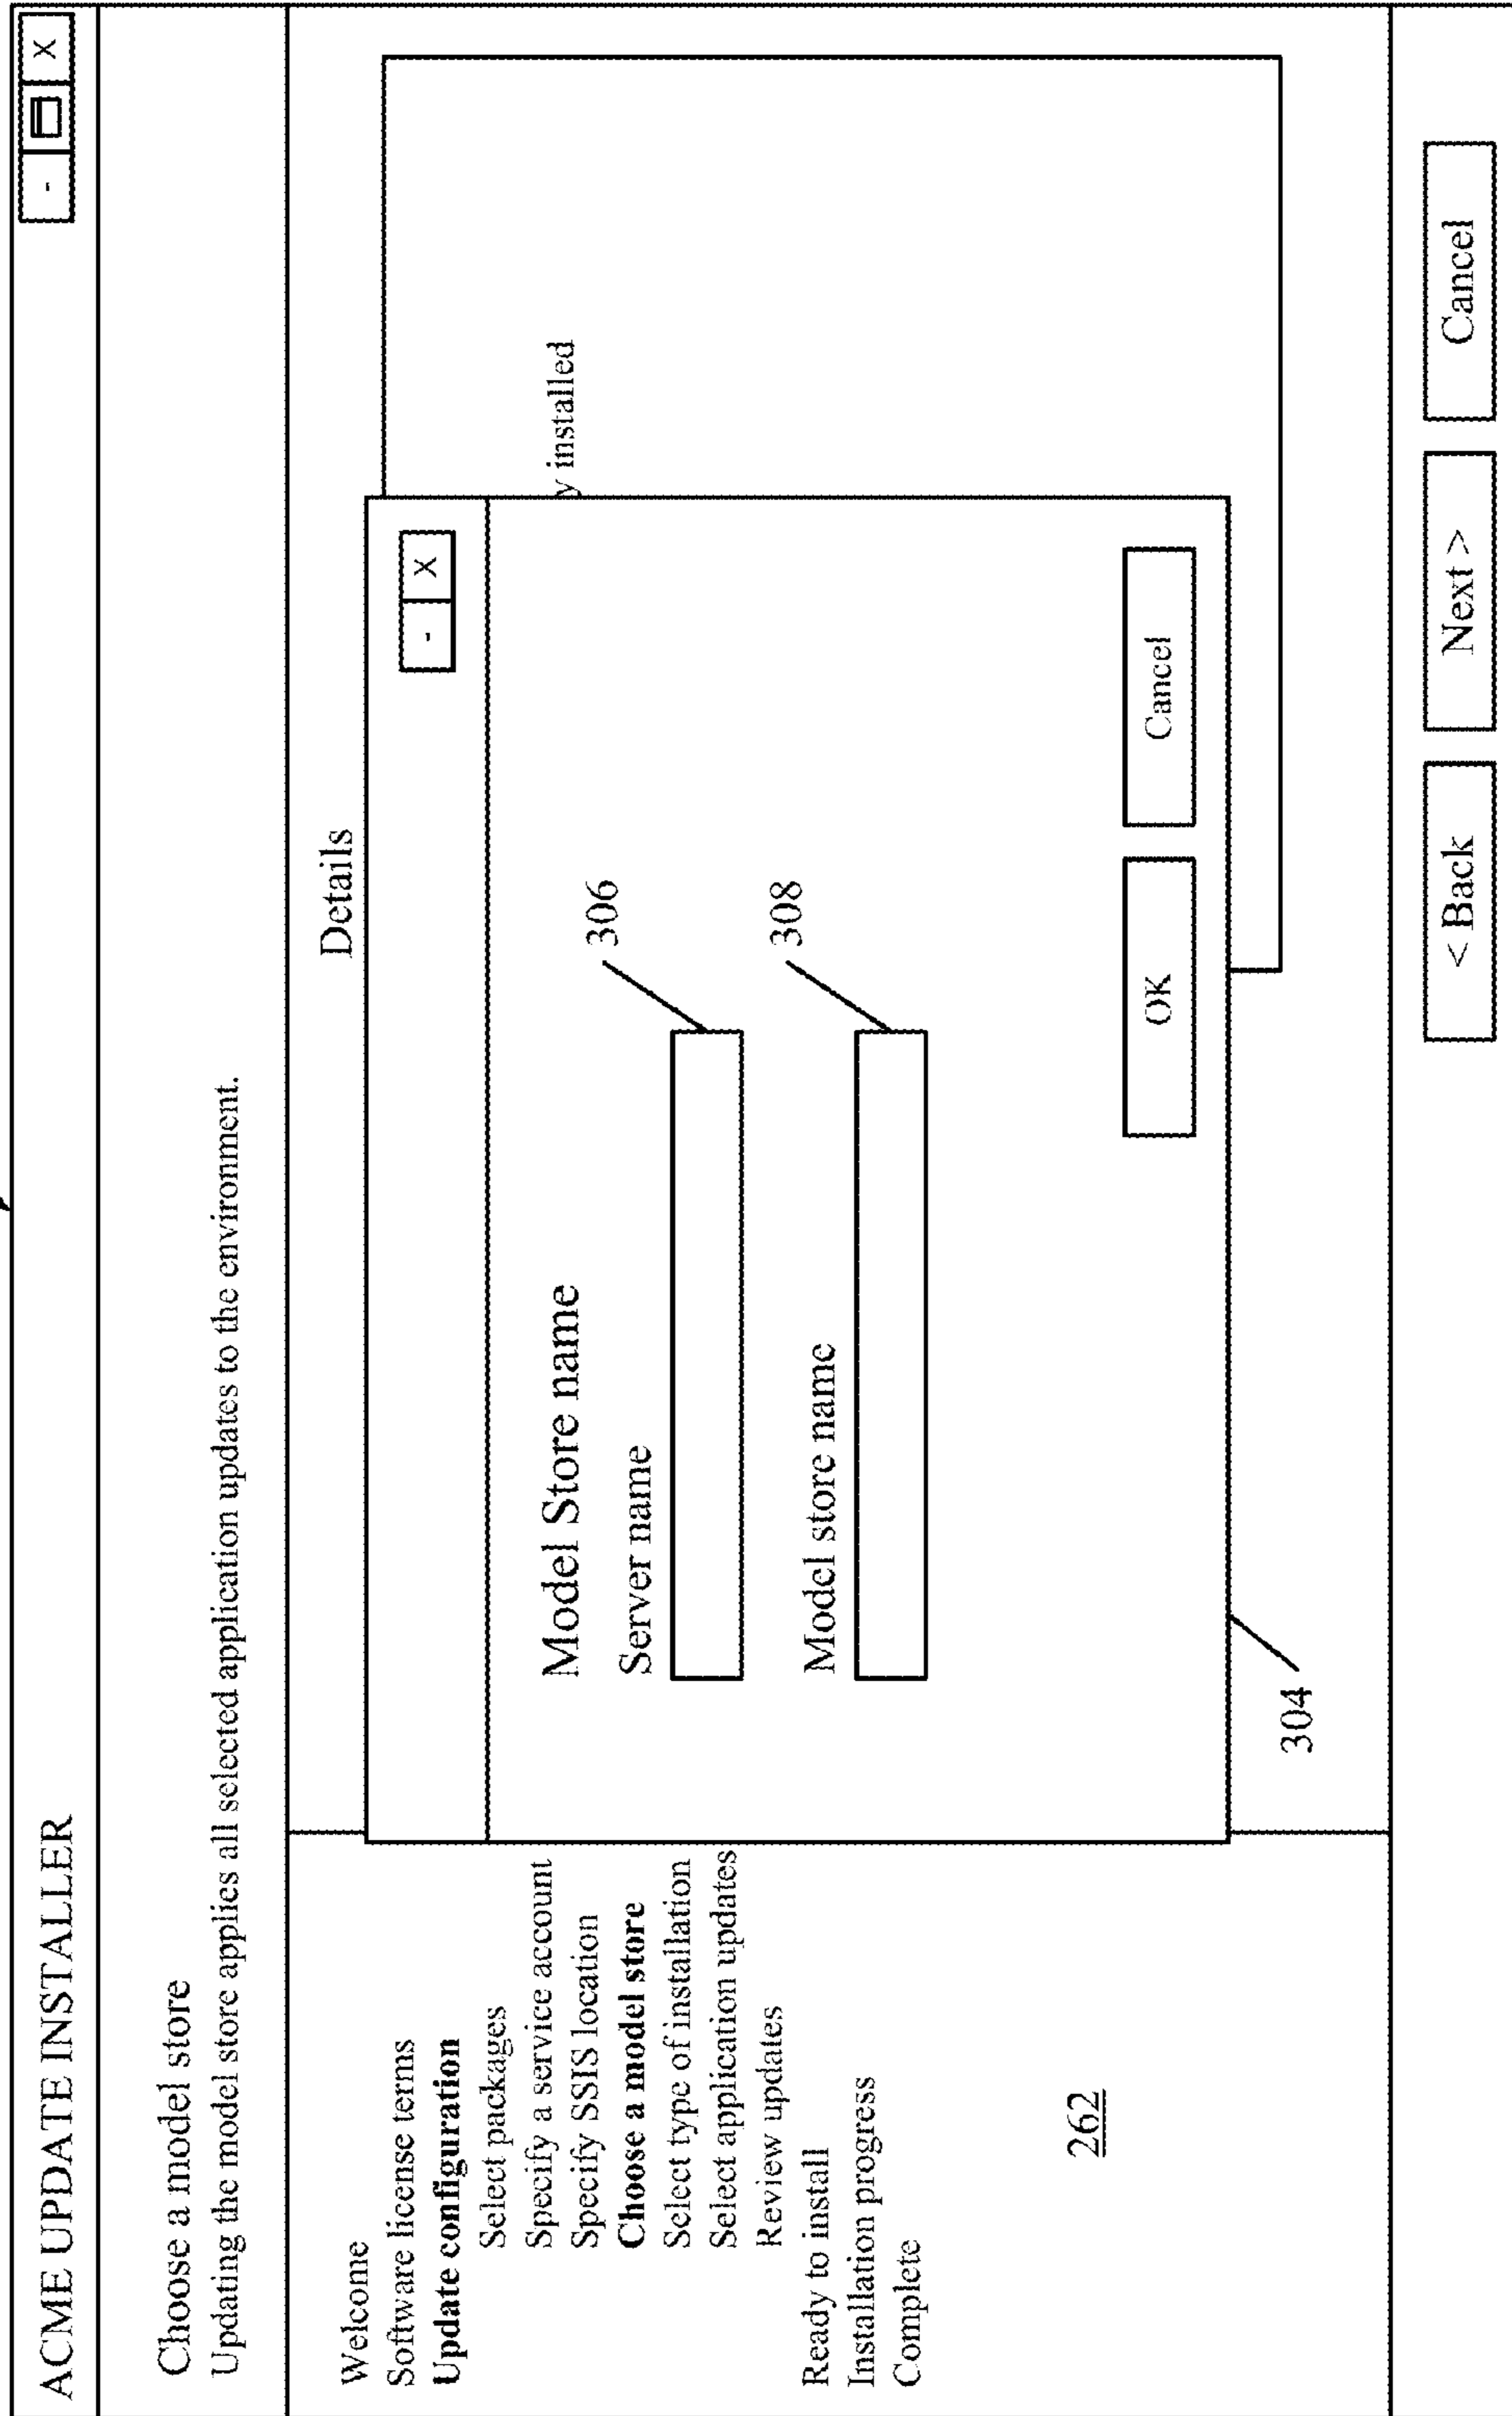 ACME UPDATE INSTALLER
- X
Choose a model store
Updating the model store applies all selected application updates to the environment.
Welcome
Software license terms
Update configuration
Select packages
Specify a service account
Specify SSIS location
Choose a model store
Select type of installation
Select application updates
Review updates
Ready to install
Installation progress
Complete
262
Details
- X
y installed
Model Store name
Server name
306
Model store name
308
OK
Cancel
304
< Back
Next >
Cancel